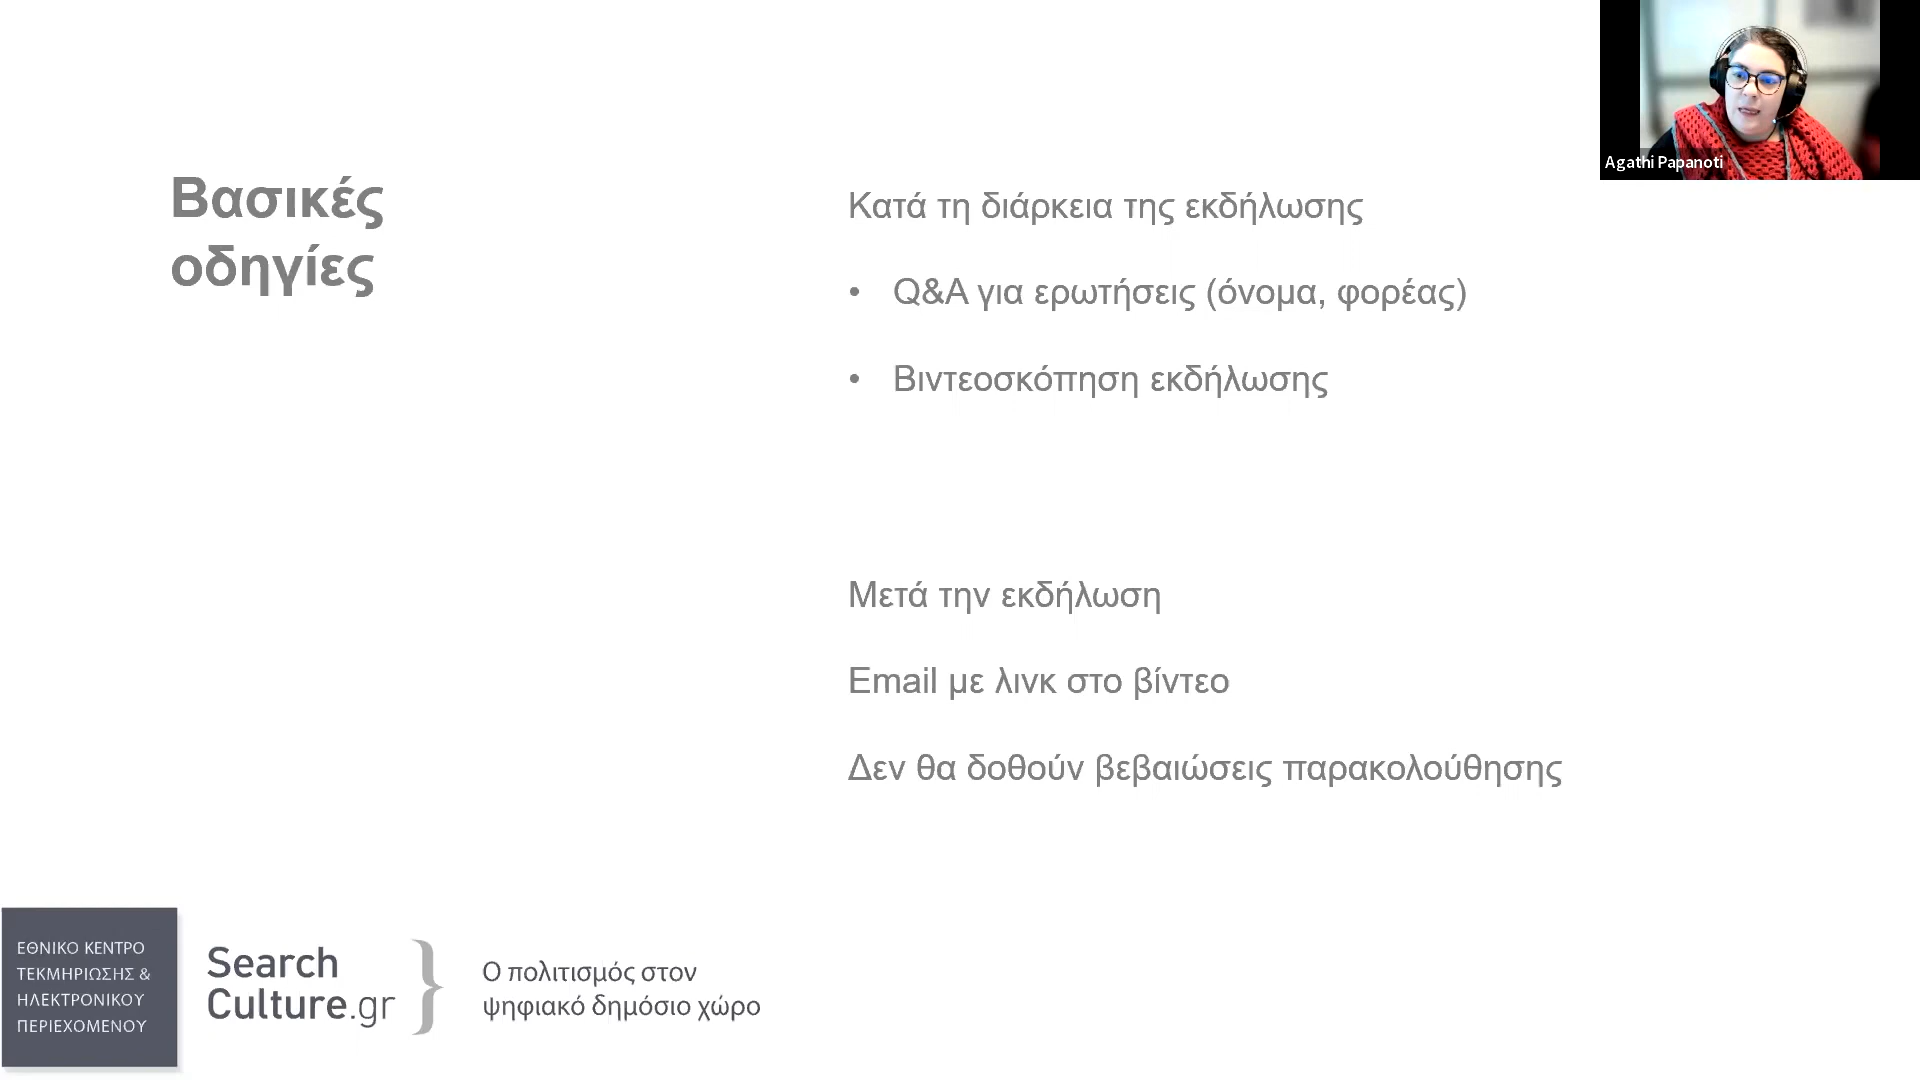 Βασικές
οδηγίες
Κατά τη διάρκεια της εκδήλωσης
• Q&A για ερωτήσεις (όνομα, φορέας)
• Βιντεοσκόπηση εκδήλωσης
Μετά την εκδήλωση
Email με λινκ στο βίντεο
Δεν θα δοθούν βεβαιώσεις παρακολούθησης
Agathi Papanoti
ΕΘΝΙΚΟ ΚΕΝΤΡΟ
ΤΕΚΜΗΡΙΩΣΗΣ &
ΗΛΕΚΤΡΟΝΙΚΟΥ
ΠΕΡΙΕΧΟΜΕΝΟΥ
Search
Culture.gr
Ο πολιτισμός στον
ψηφιακό δημόσιο χώρο